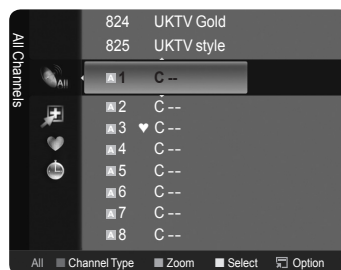 All Channels
824 UKTV Gold
825 UKTV style
All
A 1 C --
A 2 C --
A 3 ♥ C --
A 4 C --
A 5 C --
A 6 C --
A 7 C --
A 8 C --
All Channel Type Zoom Select Option